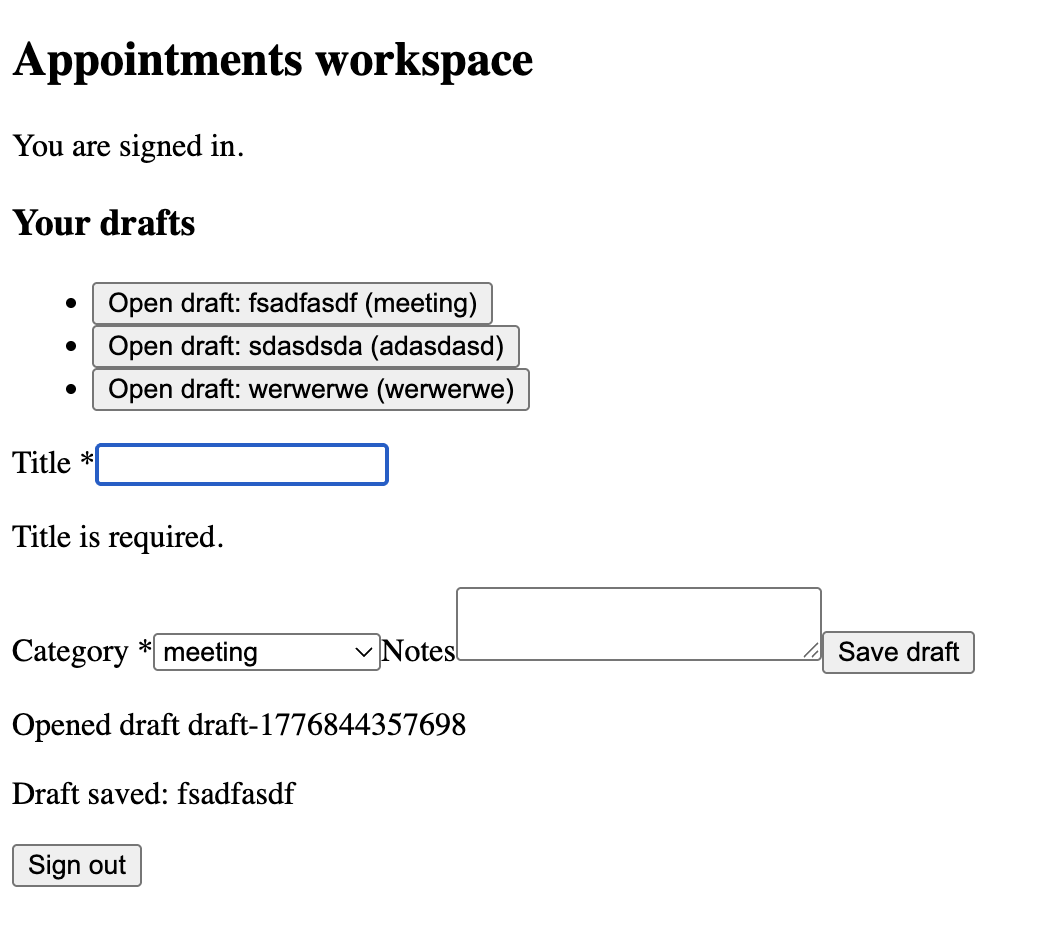 Appointments workspace
You are signed in.
Your drafts
Open draft: fsadfasdf (meeting)
Open draft: sdasdsda (adasdasd)
Open draft: werwerwe (werwerwe)
Title *
Title is required.
Category * meeting Notes Save draft
Opened draft draft-1776844357698
Draft saved: fsadfasdf
Sign out